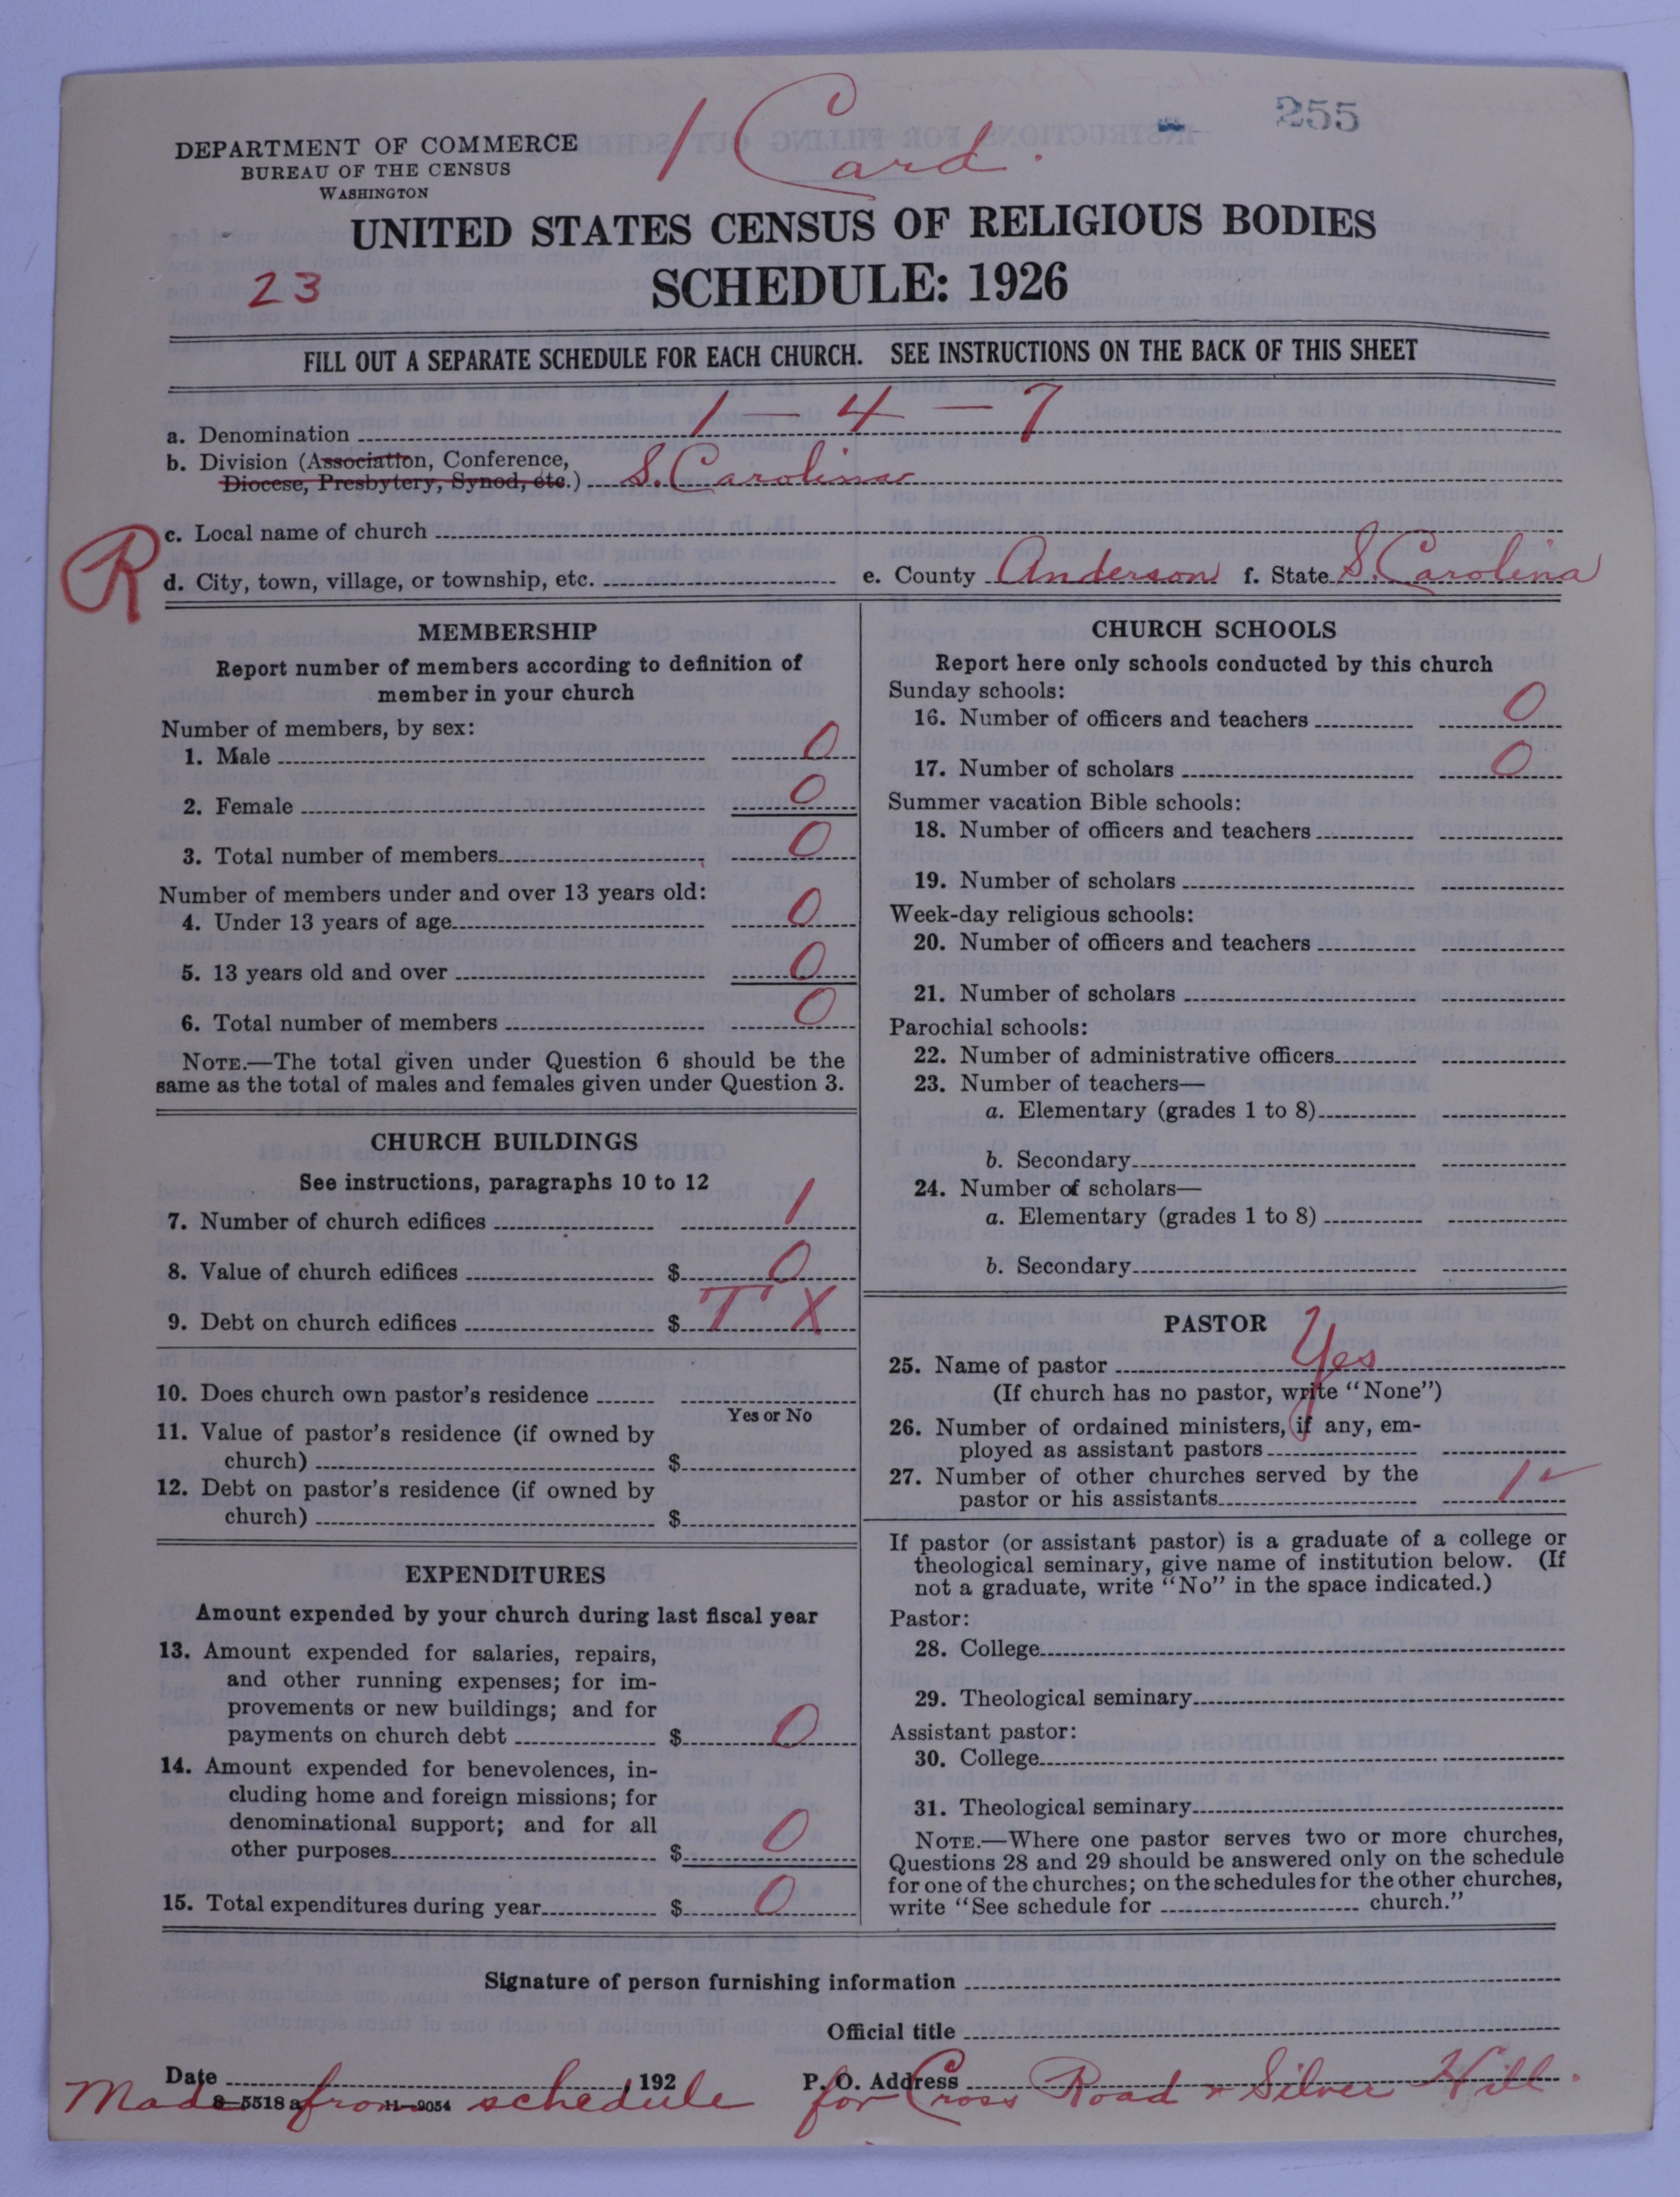 1 Card.
255
DEPARTMENT OF COMMERCE
BUREAU OF THE CENSUS
WASHINGTON
UNITED STATES CENSUS OF RELIGIOUS BODIES
23
SCHEDULE: 1926
FILL OUT A SEPARATE SCHEDULE FOR EACH CHURCH. SEE INSTRUCTIONS ON THE BACK OF THIS SHEET
a. Denomination 1 – 4 – 7
b. Division (Association, Conference,
Diocese, Presbytery, Synod, etc.) S. Carolina
R
c. Local name of church
d. City, town, village, or township, etc. e. County Anderson f. State S. Carolina
MEMBERSHIP
Report number of members according to definition of
member in your church
Number of members, by sex:
1. Male 0
2. Female 0
3. Total number of members 0
Number of members under and over 13 years old:
4. Under 13 years of age 0
5. 13 years old and over 0
6. Total number of members 0
NOTE.—The total given under Question 6 should be the
same as the total of males and females given under Question 3.
CHURCH BUILDINGS
See instructions, paragraphs 10 to 12
7. Number of church edifices 1
8. Value of church edifices $ 0
9. Debt on church edifices $ T X
10. Does church own pastor's residence
Yes or No
11. Value of pastor's residence (if owned by
church) $
12. Debt on pastor's residence (if owned by
church) $
EXPENDITURES
Amount expended by your church during last fiscal year
13. Amount expended for salaries, repairs,
and other running expenses; for im-
provements or new buildings; and for
payments on church debt $ 0
14. Amount expended for benevolences, in-
cluding home and foreign missions; for
denominational support; and for all
other purposes $ 0
15. Total expenditures during year $ 0
CHURCH SCHOOLS
Report here only schools conducted by this church
Sunday schools:
16. Number of officers and teachers 0
17. Number of scholars 0
Summer vacation Bible schools:
18. Number of officers and teachers
19. Number of scholars
Week-day religious schools:
20. Number of officers and teachers
21. Number of scholars
Parochial schools:
22. Number of administrative officers
23. Number of teachers—
a. Elementary (grades 1 to 8)
b. Secondary
24. Number of scholars—
a. Elementary (grades 1 to 8)
b. Secondary
PASTOR
25. Name of pastor Yes
(If church has no pastor, write "None")
26. Number of ordained ministers, if any, em-
ployed as assistant pastors
27. Number of other churches served by the
pastor or his assistants 1 ✓
If pastor (or assistant pastor) is a graduate of a college or
theological seminary, give name of institution below. (If
not a graduate, write "No" in the space indicated.)
Pastor:
28. College
29. Theological seminary
Assistant pastor:
30. College
31. Theological seminary
NOTE.—Where one pastor serves two or more churches,
Questions 28 and 29 should be answered only on the schedule
for one of the churches; on the schedules for the other churches,
write "See schedule for church."
Signature of person furnishing information
Official title
Date , 192 P. O. Address
8—5518 a 11—9054
Made from schedule for Cross Road & Silver Hill.